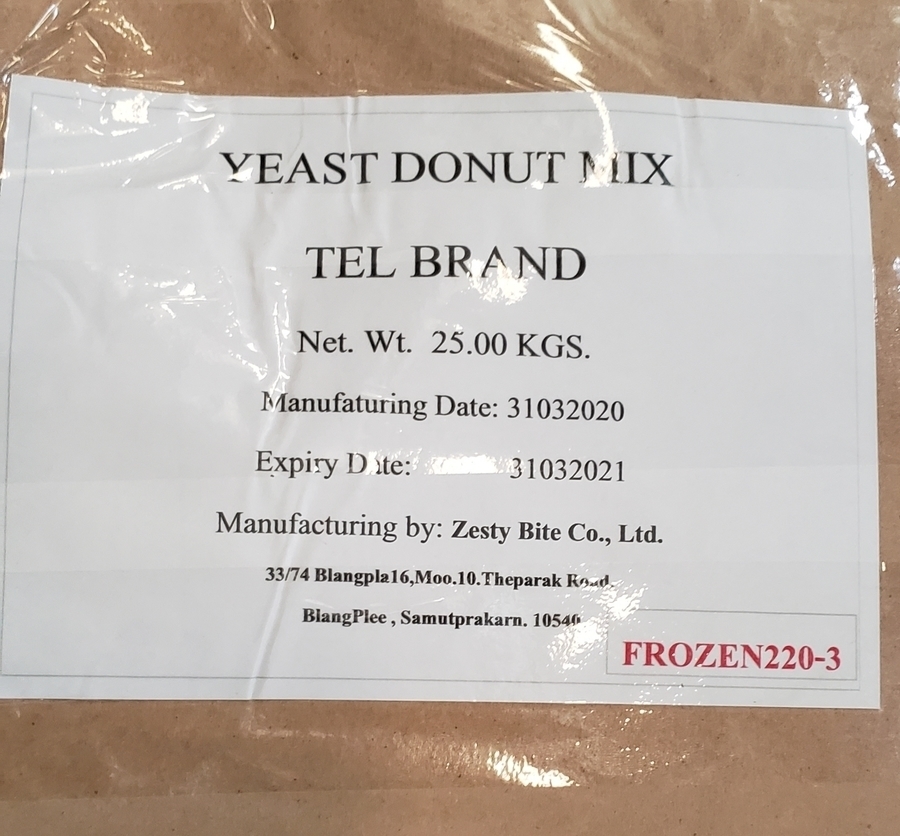 YEAST DONUT MIX
TEL BRAND
Net. Wt. 25.00 KGS.
Manufaturing Date: 31032020
Expiry Date: 31032021
Manufacturing by: Zesty Bite Co., Ltd.
33/74 Blangpla16,Moo.10.Theparak Road.
BlangPlee , Samutprakarn. 10540
FROZEN220-3